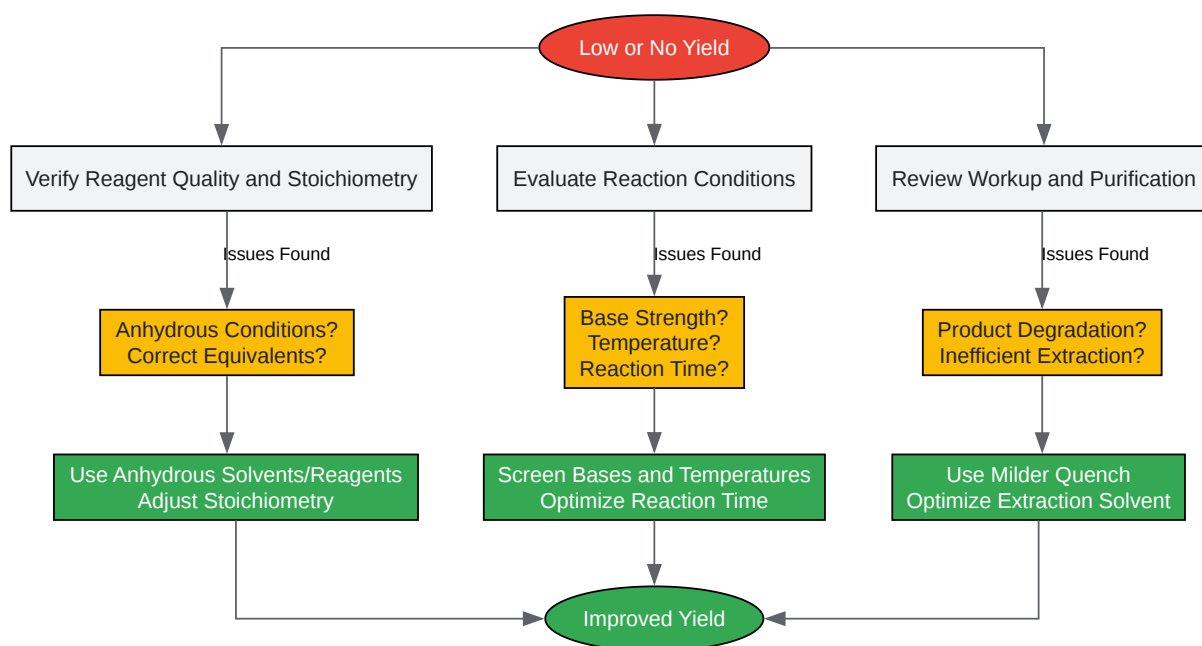 Low or No Yield
Verify Reagent Quality and Stoichiometry
Evaluate Reaction Conditions
Review Workup and Purification
Issues Found
Issues Found
Issues Found
Anhydrous Conditions?
Correct Equivalents?
Base Strength?
Temperature?
Reaction Time?
Product Degradation?
Inefficient Extraction?
Use Anhydrous Solvents/Reagents
Adjust Stoichiometry
Screen Bases and Temperatures
Optimize Reaction Time
Use Milder Quench
Optimize Extraction Solvent
Improved Yield